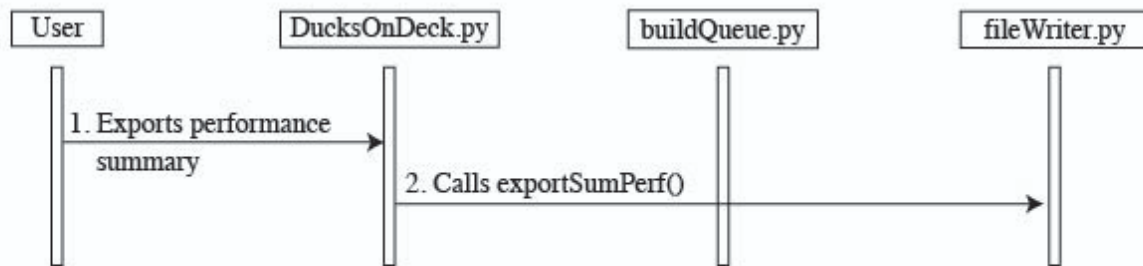 User
DucksOnDeck.py
buildQueue.py
fileWriter.py
1. Exports performance
summary
2. Calls exportSumPerf()